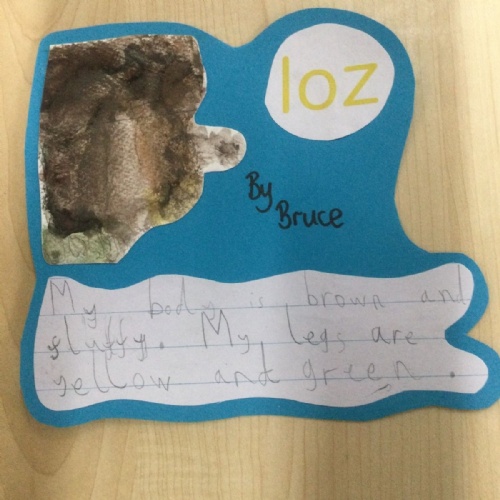 loz
By
Bruce
My body is brown and
fluffy. My legs are
yellow and green.